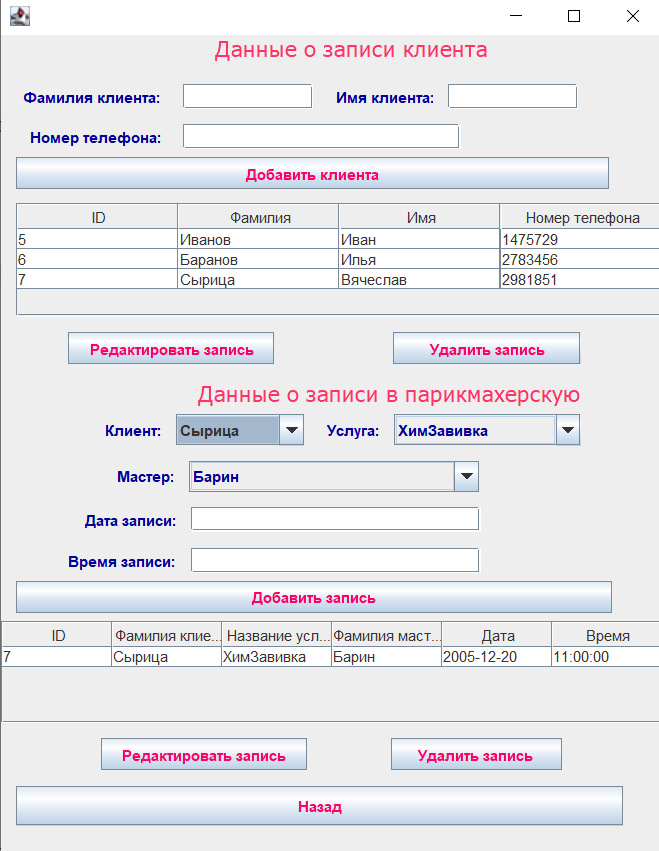 Данные о записи клиента
Фамилия клиента: Имя клиента:
Номер телефона:
Добавить клиента
ID Фамилия Имя Номер телефона
5 Иванов Иван 1475729
6 Баранов Илья 2783456
7 Сырица Вячеслав 2981851
Редактировать запись Удалить запись
Данные о записи в парикмахерскую
Клиент: Сырица Услуга: ХимЗавивка
Мастер: Барин
Дата записи:
Время записи:
Добавить запись
ID Фамилия клие... Название усл... Фамилия маст... Дата Время
7 Сырица ХимЗавивка Барин 2005-12-20 11:00:00
Редактировать запись Удалить запись
Назад